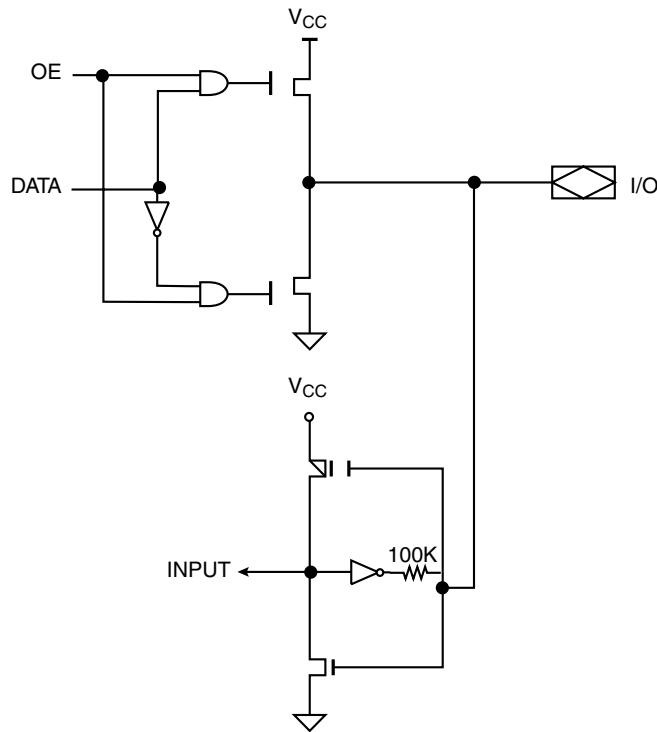 V_CC
OE
DATA
I/O
V_CC
100K
INPUT